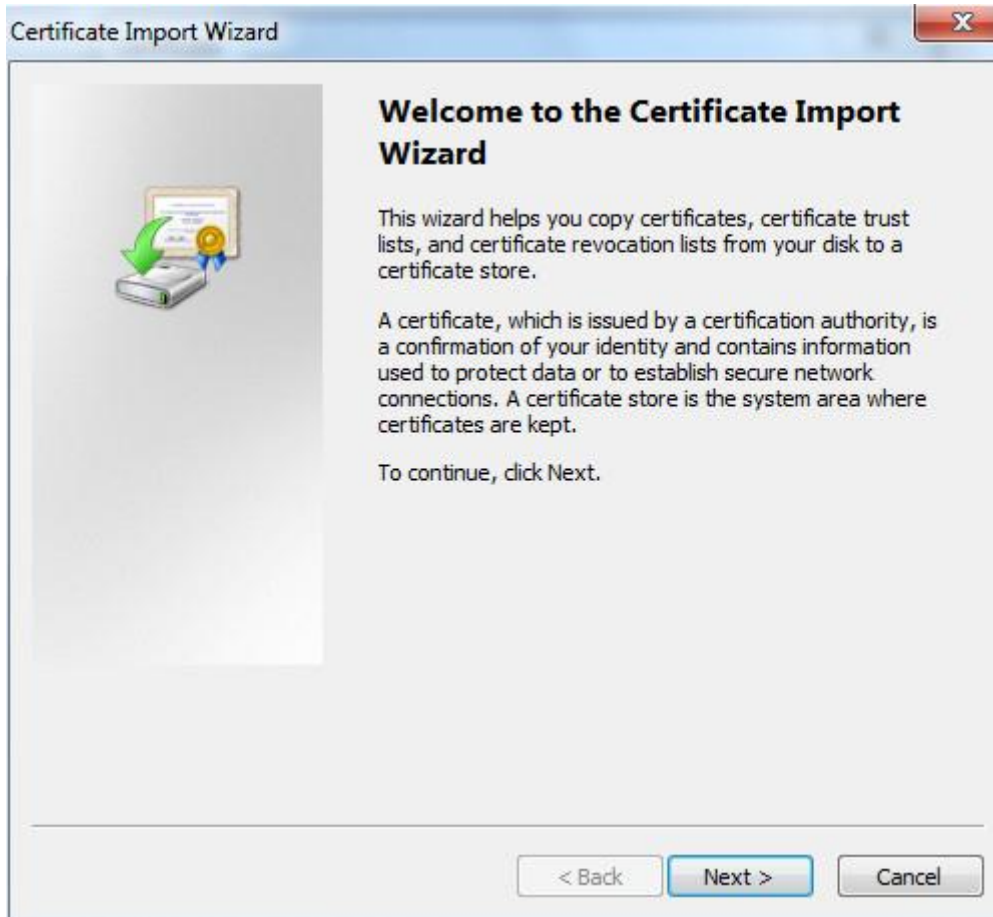 Certificate Import Wizard
Welcome to the Certificate Import
Wizard
This wizard helps you copy certificates, certificate trust
lists, and certificate revocation lists from your disk to a
certificate store.
A certificate, which is issued by a certification authority, is
a confirmation of your identity and contains information
used to protect data or to establish secure network
connections. A certificate store is the system area where
certificates are kept.
To continue, click Next.
< Back Next > Cancel